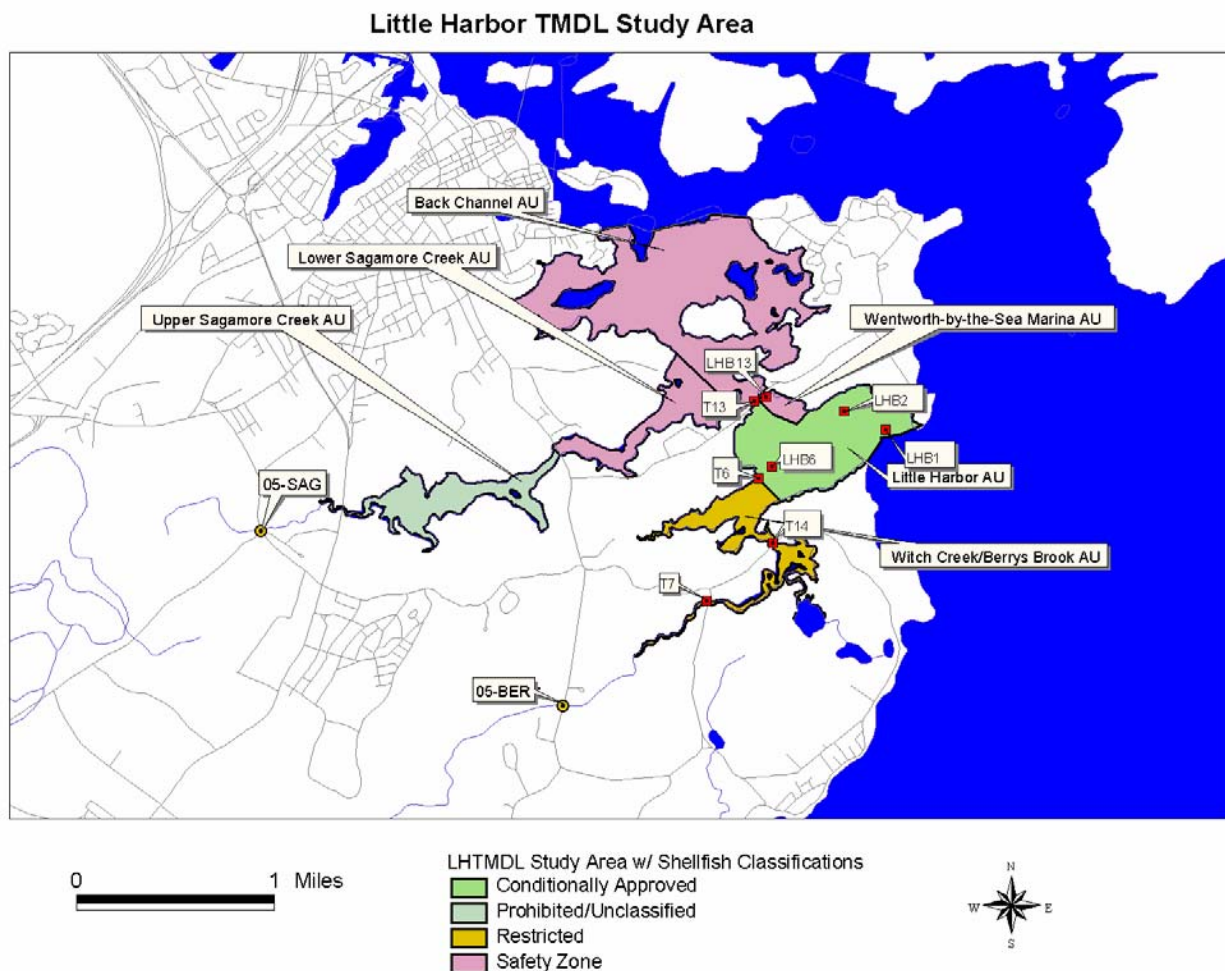 Little Harbor TMDL Study Area
Back Channel AU
Lower Sagamore Creek AU
Upper Sagamore Creek AU
Wentworth-by-the-Sea Marina AU
LHB13
T13
LHB2
LHB1
LHB6
T6
Little Harbor AU
05-SAG
T14
Witch Creek/Berrys Brook AU
T7
05-BER
0 1 Miles
LHTMDL Study Area w/ Shellfish Classifications
Conditionally Approved
Prohibited/Unclassified
Restricted
Safety Zone
N
W E
S